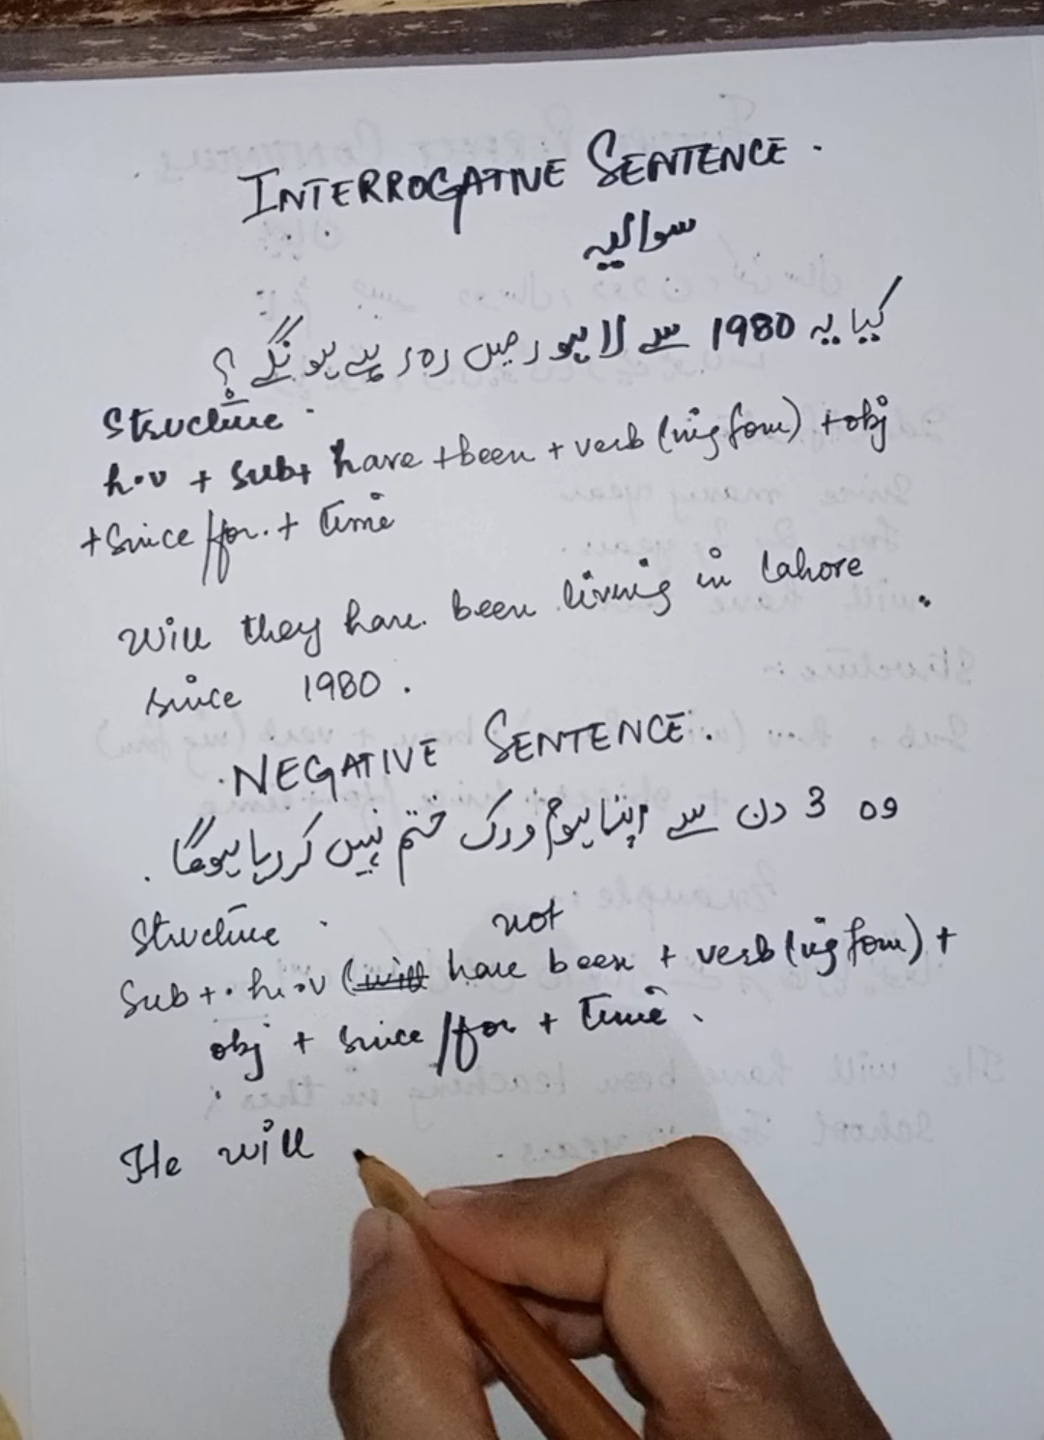 INTERROGATIVE SENTENCE.
سوالیہ
کیا یہ 1980 سے لاہور میں رہ رہے ہونگے ؟
Structure.
h.v + sub+ have +been + verb (ing form) + obj
+ Since/for. + time
Will they have been living in Lahore
since 1980.
NEGATIVE SENTENCE.
وہ 3 دن سے اپنا ہوم ورک ختم نہیں کر رہا ہوگا .
Structure. not
Sub +. h.v (will have been + verb (ing form) +
obj + since/for + time.
He will